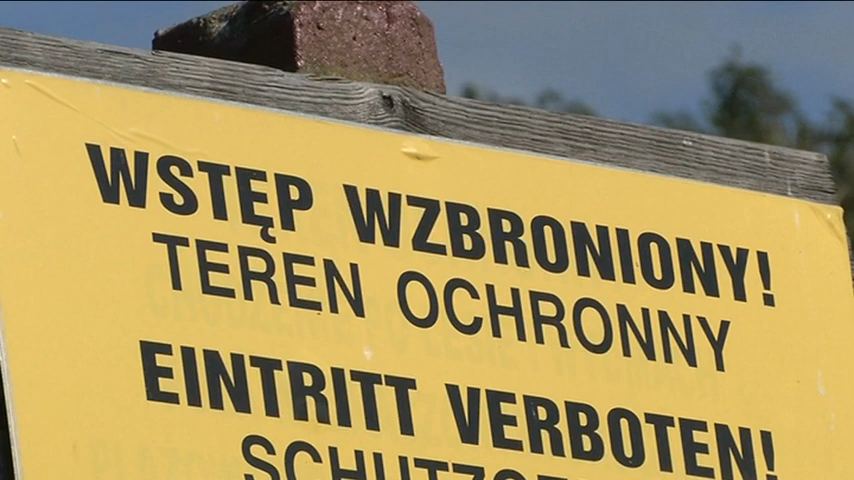 WSTĘP WZBRONIONY!
TEREN OCHRONNY
EINTRITT VERBOTEN!